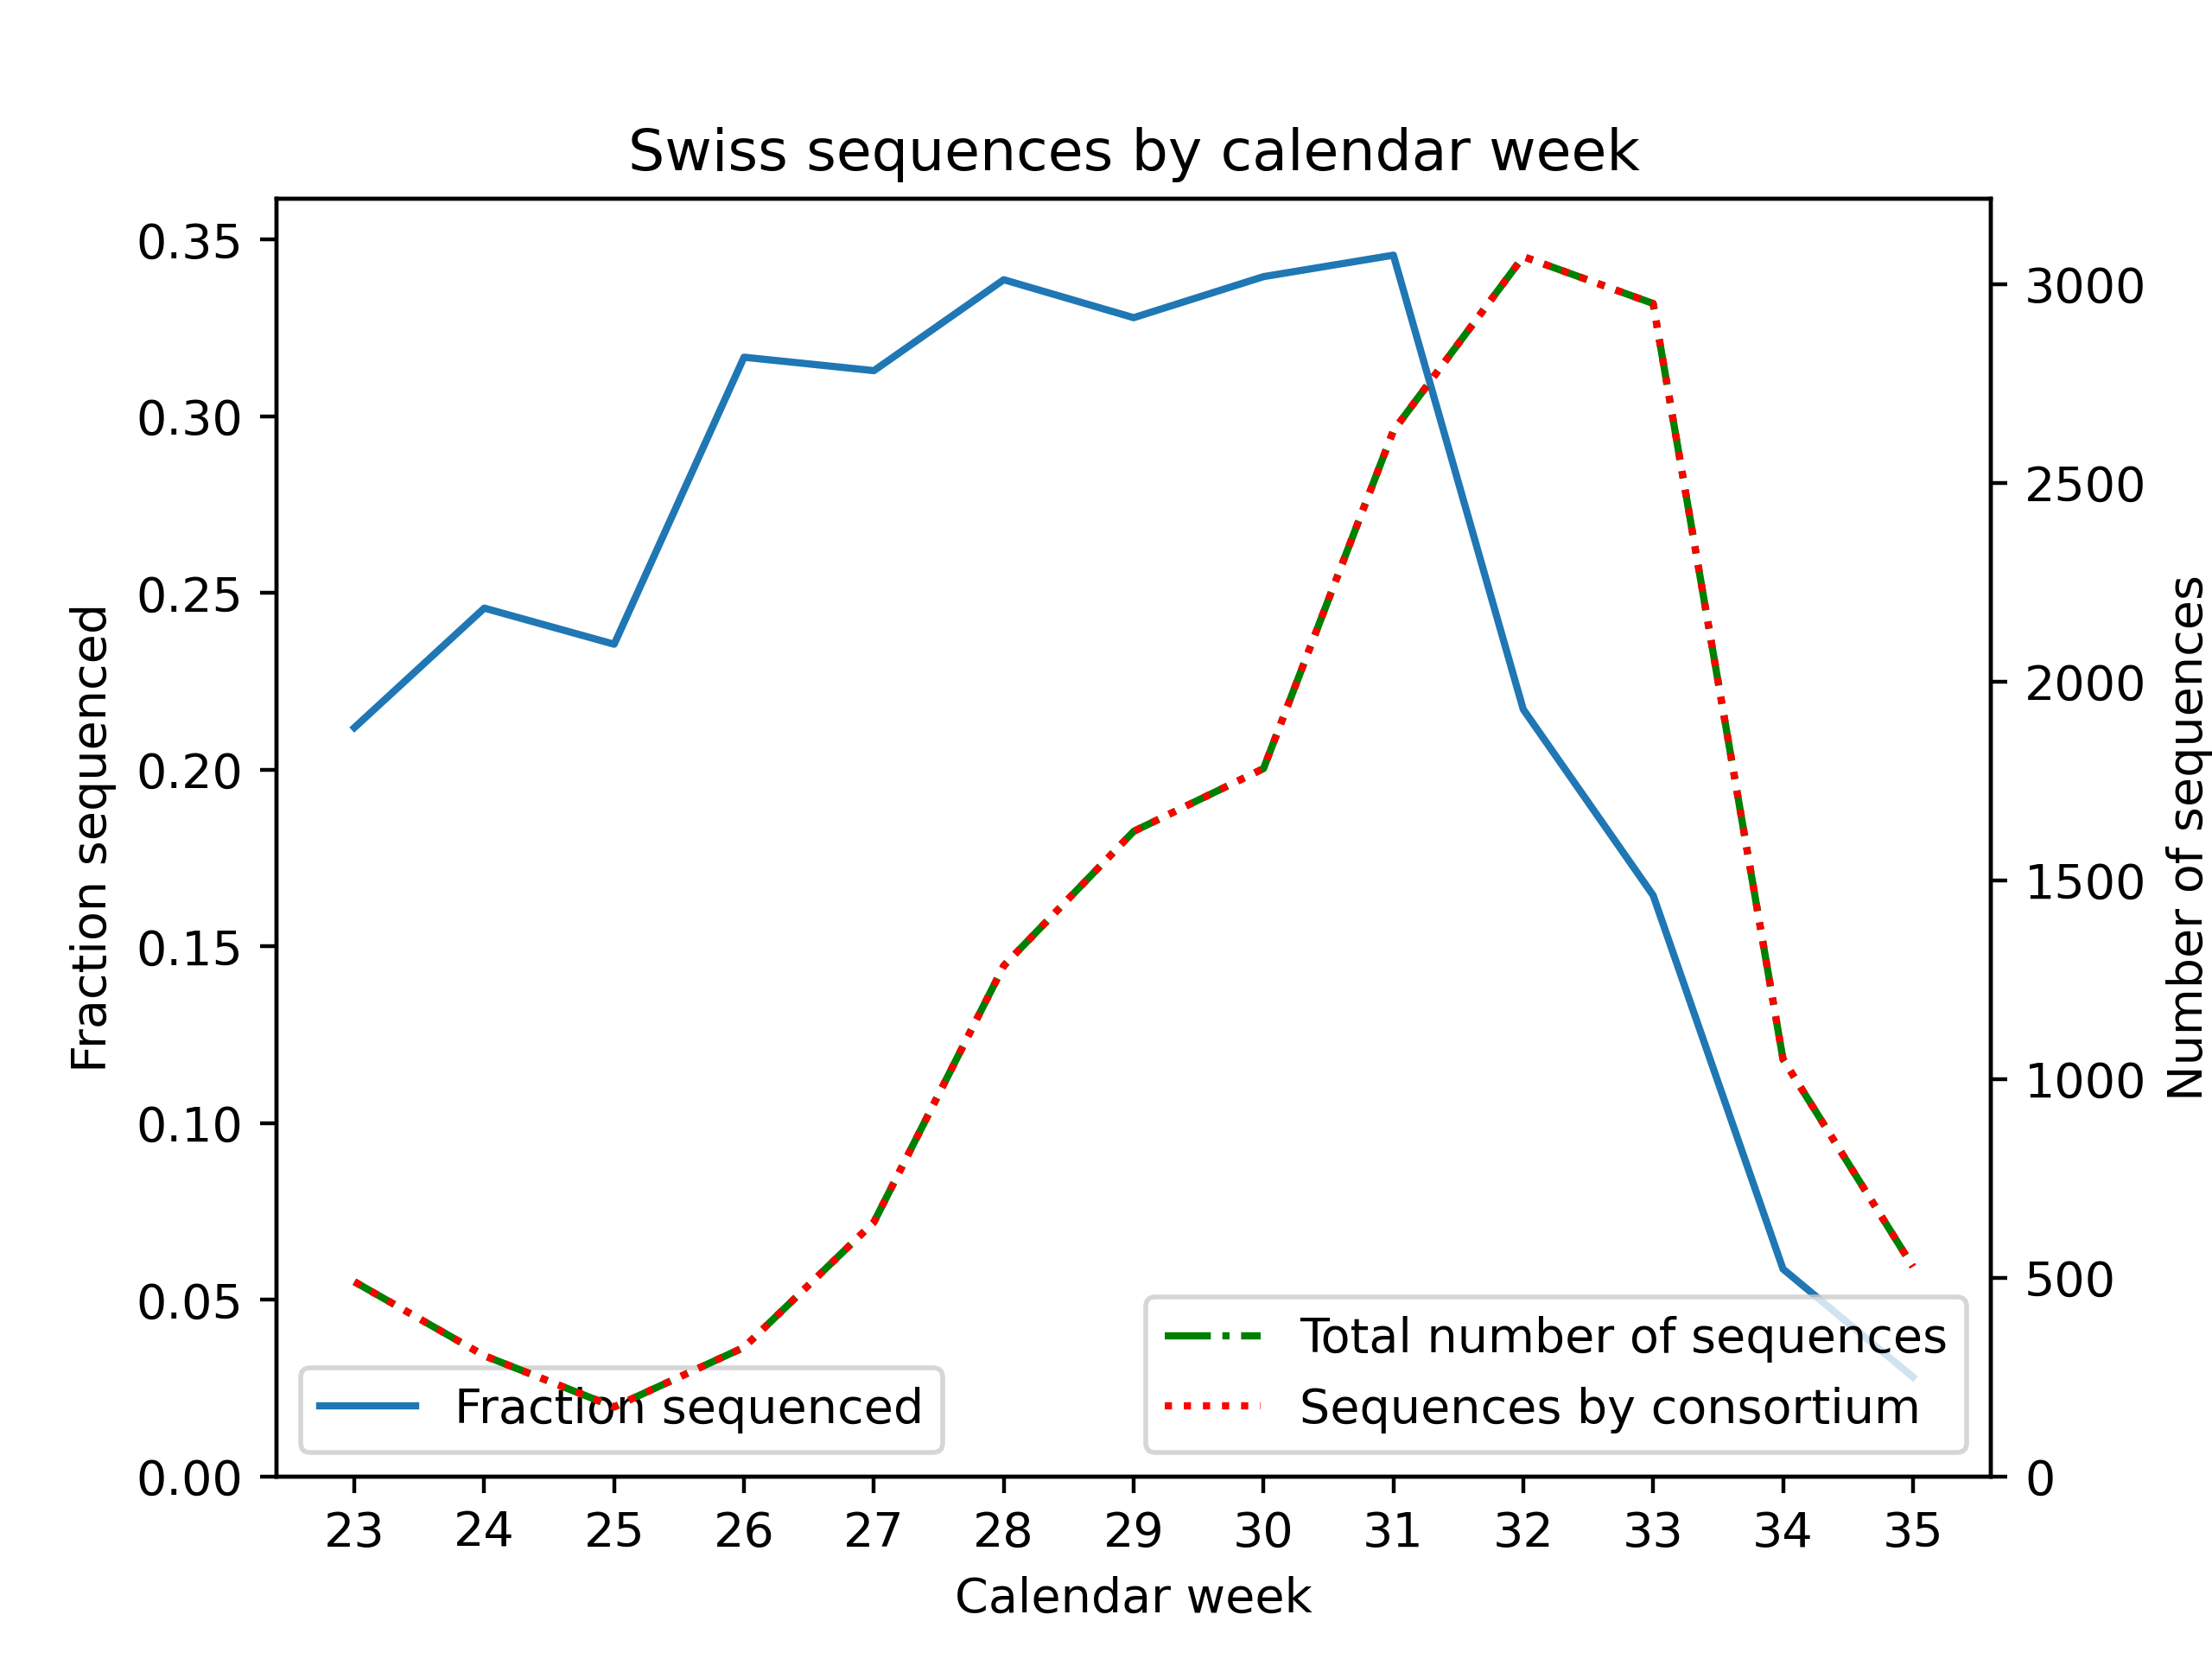 Swiss sequences by calendar week
0.35
0.30
0.25
0.20
0.15
0.10
0.05
0.00
Fraction sequenced
3000
2500
2000
1500
1000
500
0
Number of sequences
Fraction sequenced
Total number of sequences
Sequences by consortium
23 24 25 26 27 28 29 30 31 32 33 34 35
Calendar week